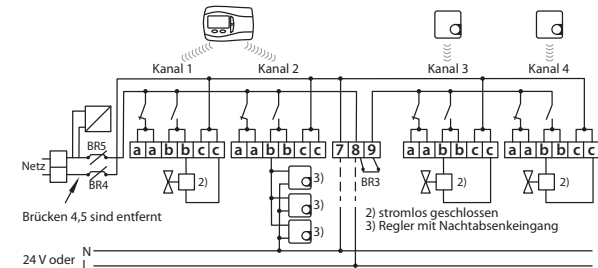 Kanal 1
Kanal 2
Kanal 3
Kanal 4
a a b b c c
a a b b c c
7 8 9
a a b b c c
a a b b c c
BR5
Netz
BR4
BR3
2)
3)
3)
3)
2)
2)
Brücken 4,5 sind entfernt
2) stromlos geschlossen
3) Regler mit Nachtabsenkeingang
24 V oder
N
L